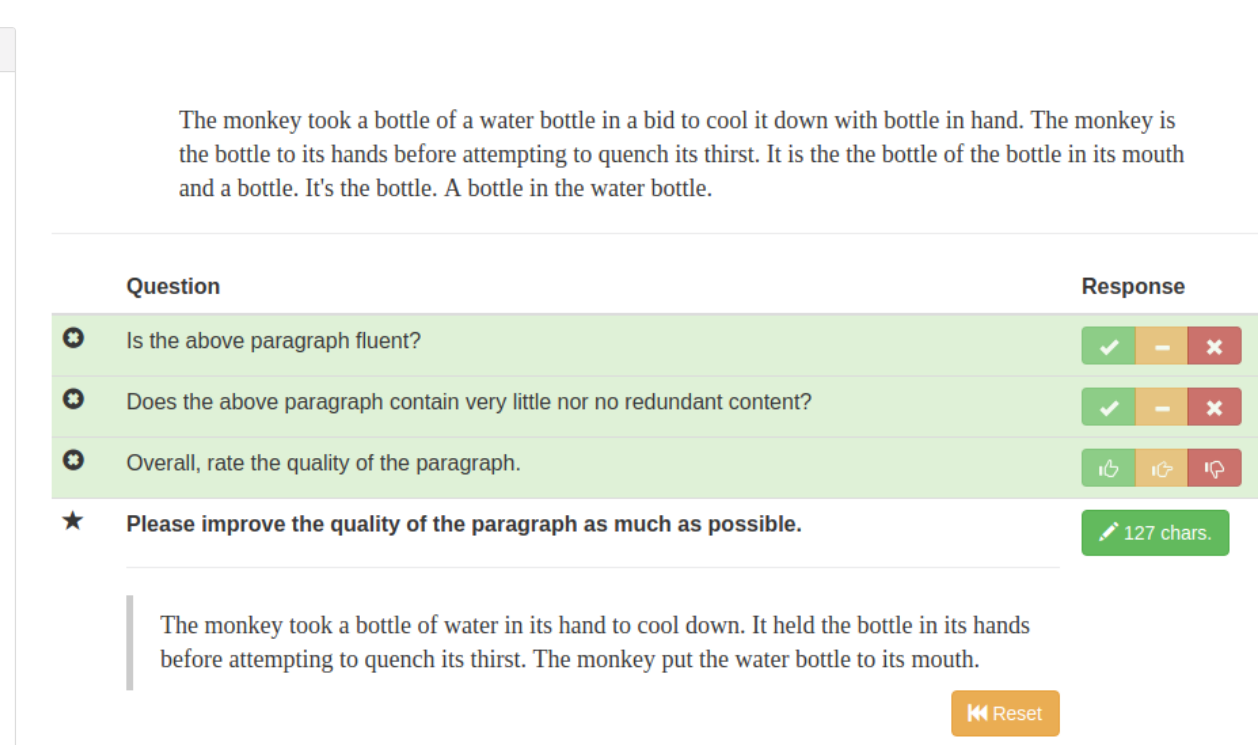 The monkey took a bottle of a water bottle in a bid to cool it down with bottle in hand. The monkey is
the bottle to its hands before attempting to quench its thirst. It is the the bottle of the bottle in its mouth
and a bottle. It's the bottle. A bottle in the water bottle.
Question Response
Is the above paragraph fluent?
Does the above paragraph contain very little nor no redundant content?
Overall, rate the quality of the paragraph.
Please improve the quality of the paragraph as much as possible. 127 chars.
The monkey took a bottle of water in its hand to cool down. It held the bottle in its hands
before attempting to quench its thirst. The monkey put the water bottle to its mouth.
Reset